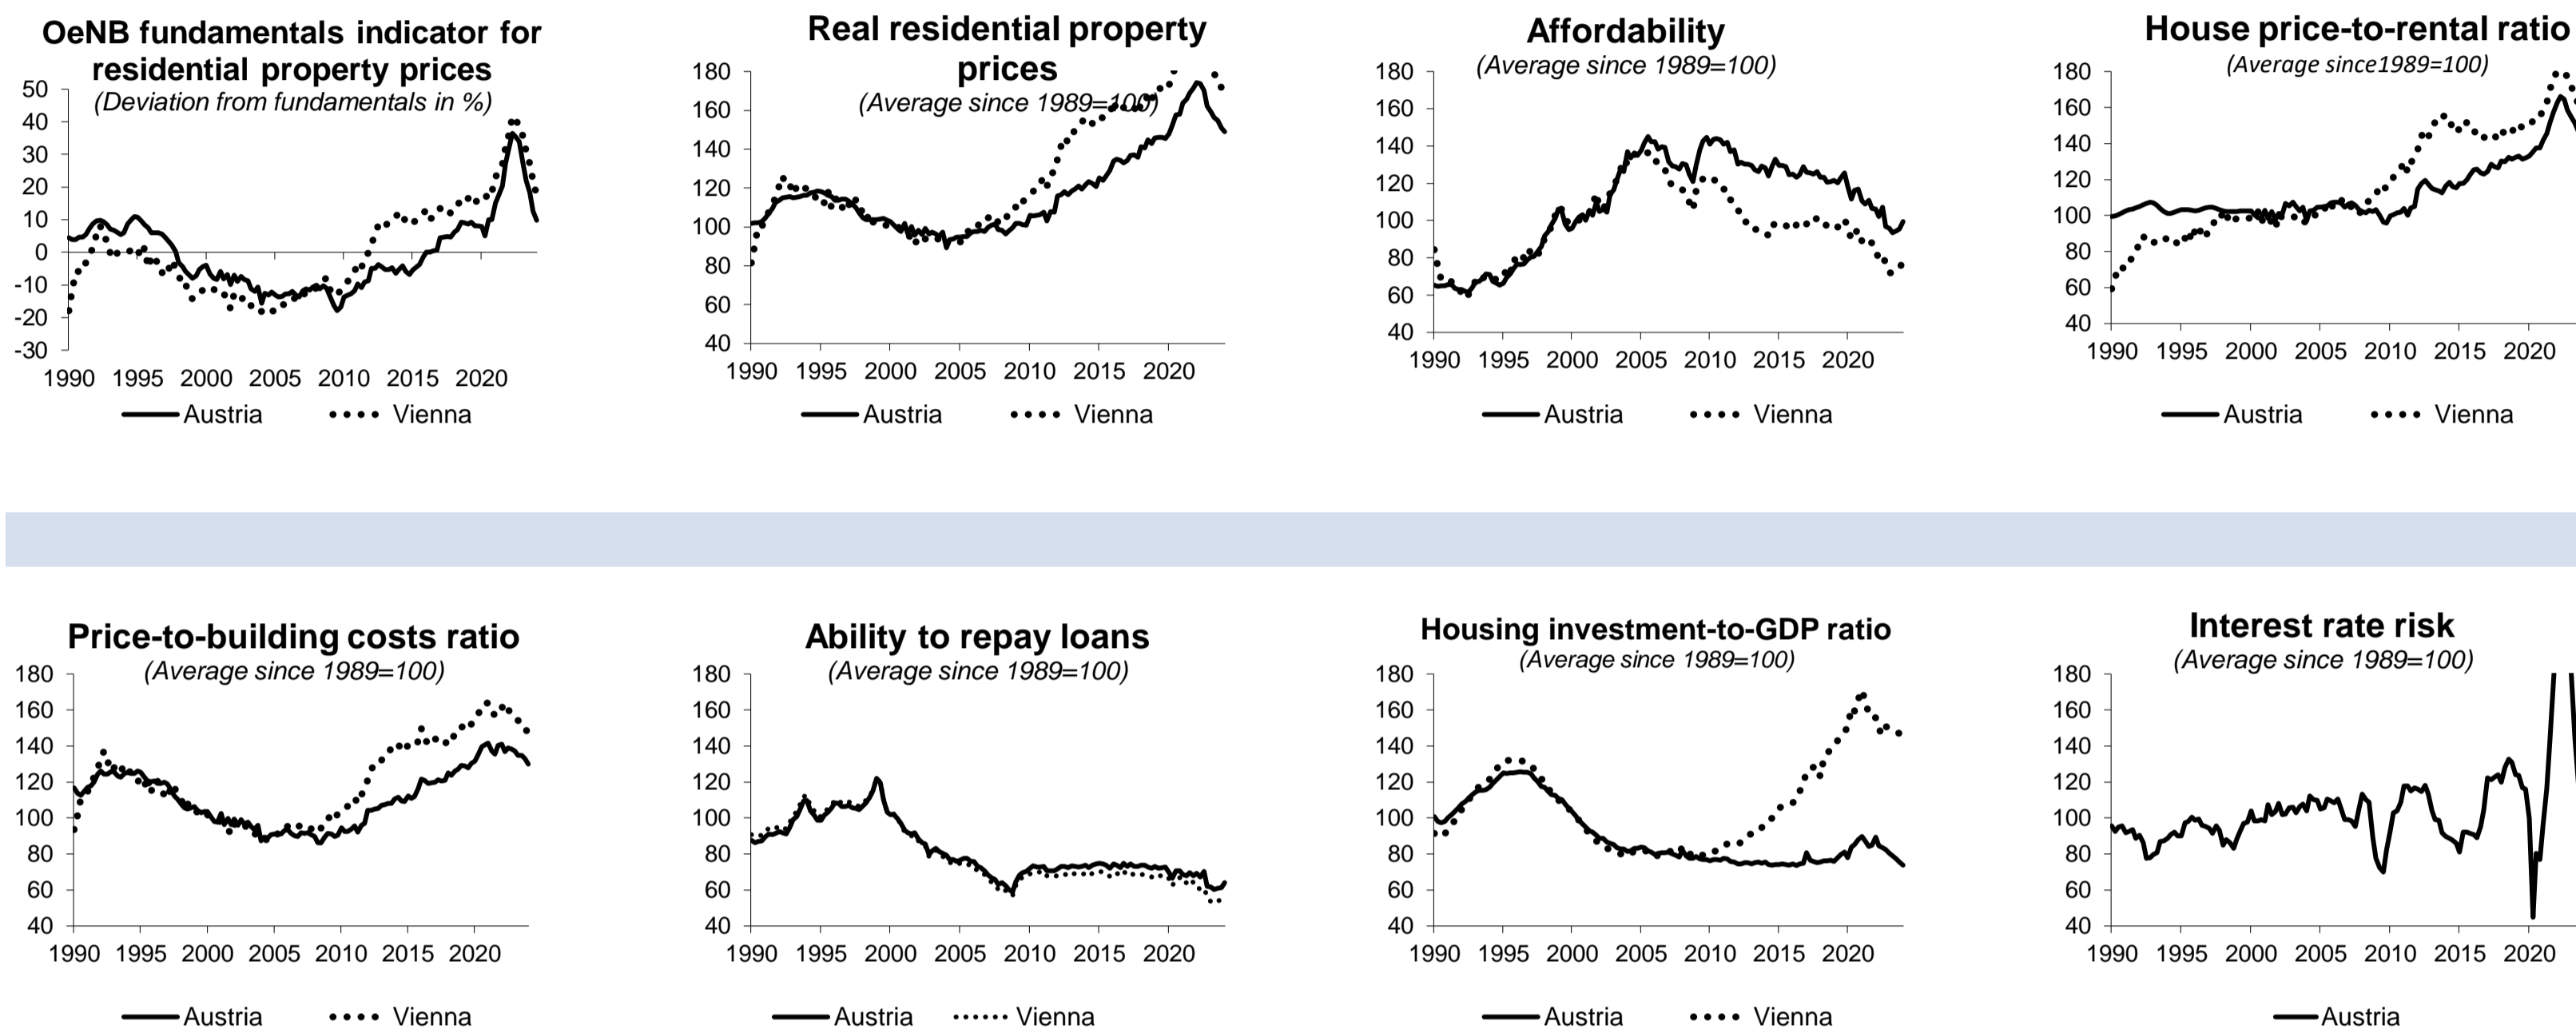 OeNB fundamentals indicator for
residential property prices
(Deviation from fundamentals in %)
50
40
30
20
10
0
-10
-20
-30
1990 1995 2000 2005 2010 2015 2020
Austria Vienna
Real residential property
prices
(Average since 1989=100)
180
160
140
120
100
80
60
40
1990 1995 2000 2005 2010 2015 2020
Austria Vienna
Affordability
(Average since 1989=100)
180
160
140
120
100
80
60
40
1990 1995 2000 2005 2010 2015 2020
Austria Vienna
House price-to-rental ratio
(Average since1989=100)
180
160
140
120
100
80
60
40
1990 1995 2000 2005 2010 2015 2020
Austria Vienna
Price-to-building costs ratio
(Average since 1989=100)
180
160
140
120
100
80
60
40
1990 1995 2000 2005 2010 2015 2020
Austria Vienna
Ability to repay loans
(Average since 1989=100)
180
160
140
120
100
80
60
40
1990 1995 2000 2005 2010 2015 2020
Austria Vienna
Housing investment-to-GDP ratio
(Average since 1989=100)
180
160
140
120
100
80
60
40
1990 1995 2000 2005 2010 2015 2020
Austria Vienna
Interest rate risk
(Average since 1989=100)
180
160
140
120
100
80
60
40
1990 1995 2000 2005 2010 2015 2020
Austria